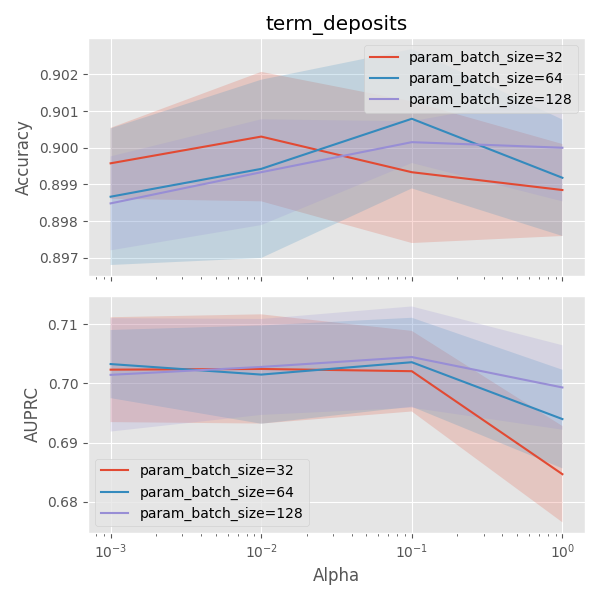 term_deposits
param_batch_size=32
param_batch_size=64
param_batch_size=128
Accuracy
0.902
0.901
0.900
0.899
0.898
0.897
AUPRC
0.71
0.70
0.69
0.68
param_batch_size=32
param_batch_size=64
param_batch_size=128
10⁻³ 10⁻² 10⁻¹ 10⁰
Alpha